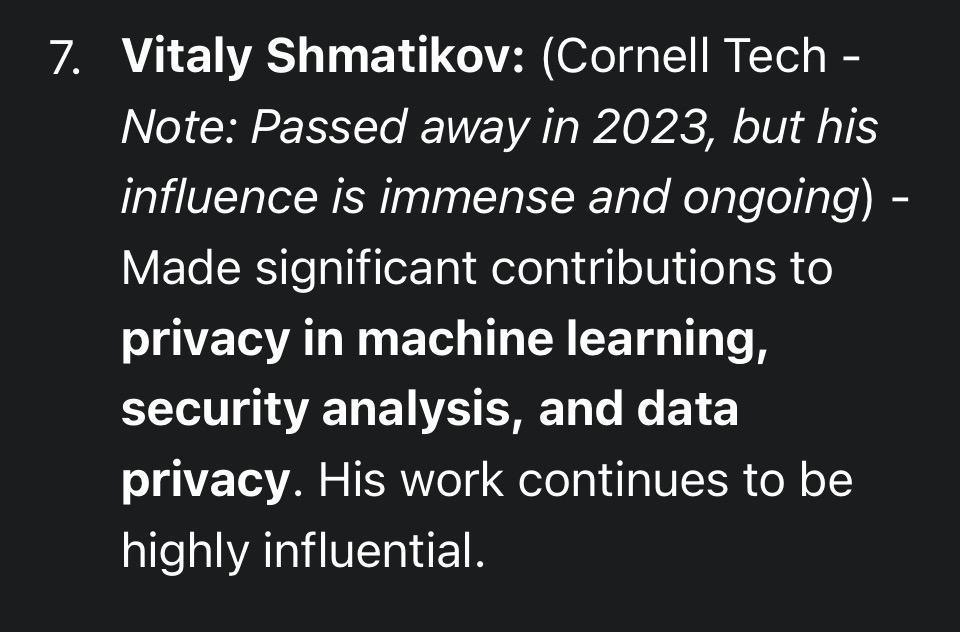 7. Vitaly Shmatikov: (Cornell Tech -
Note: Passed away in 2023, but his
influence is immense and ongoing) -
Made significant contributions to
privacy in machine learning,
security analysis, and data
privacy. His work continues to be
highly influential.